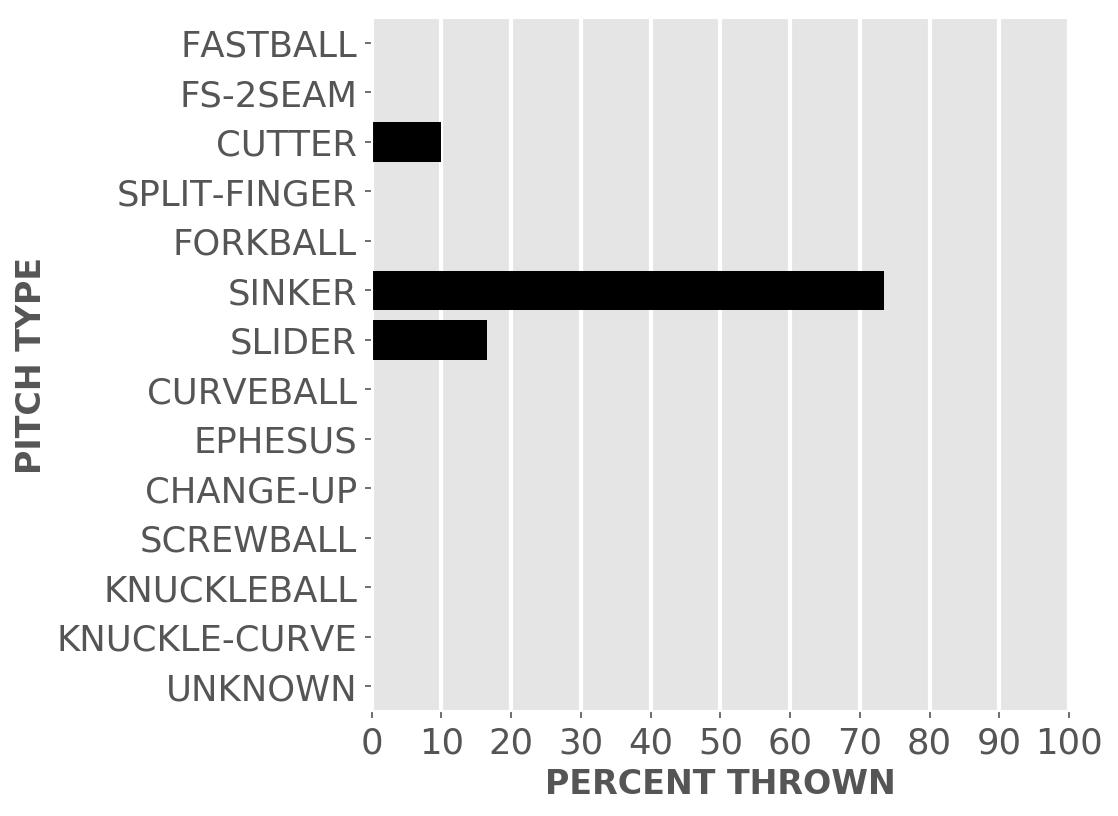 FASTBALL
FS-2SEAM
CUTTER
SPLIT-FINGER
FORKBALL
SINKER
SLIDER
CURVEBALL
EPHESUS
CHANGE-UP
SCREWBALL
KNUCKLEBALL
KNUCKLE-CURVE
UNKNOWN
PITCH TYPE
0 10 20 30 40 50 60 70 80 90 100
PERCENT THROWN